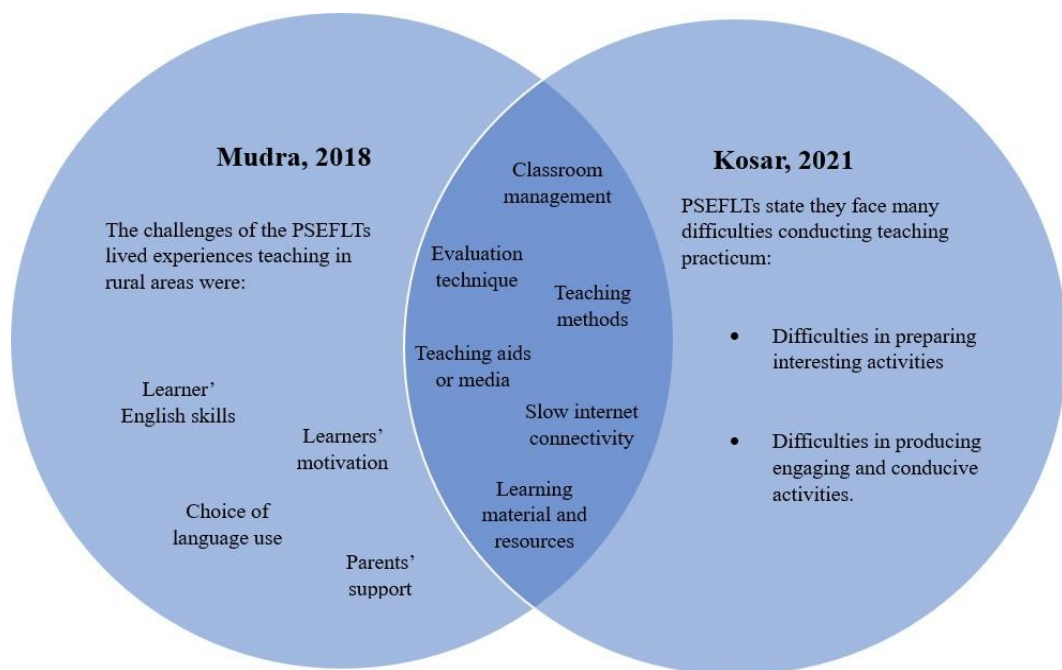 Mudra, 2018
The challenges of the PSEFLTs
lived experiences teaching in
rural areas were:
Learner’
English skills
Learners’
motivation
Choice of
language use
Parents’
support
Classroom
management
Evaluation
technique
Teaching
methods
Teaching aids
or media
Slow internet
connectivity
Learning
material and
resources
Kosar, 2021
PSEFLTs state they face many
difficulties conducting teaching
practicum:
• Difficulties in preparing
interesting activities
• Difficulties in producing
engaging and conducive
activities.